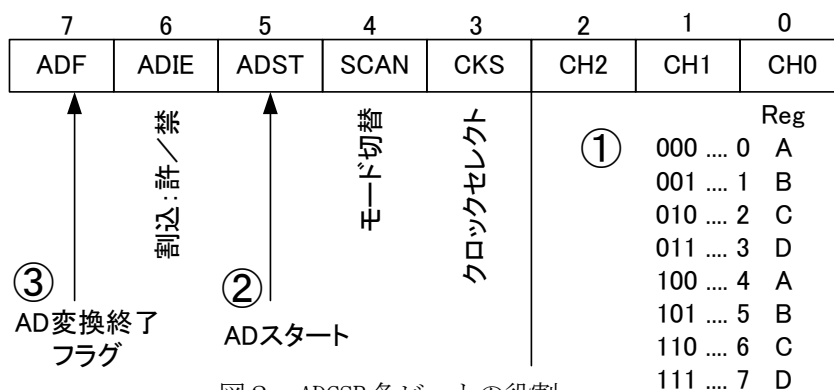 7 6 5 4 3 2 1 0
ADF ADIE ADST SCAN CKS CH2 CH1 CH0
割込:許/禁
モード切替
クロックセレクト
① Reg
000 .... 0 A
001 .... 1 B
010 .... 2 C
011 .... 3 D
100 .... 4 A
101 .... 5 B
110 .... 6 C
111 .... 7 D
③
AD変換終了
フラグ
②
ADスタート